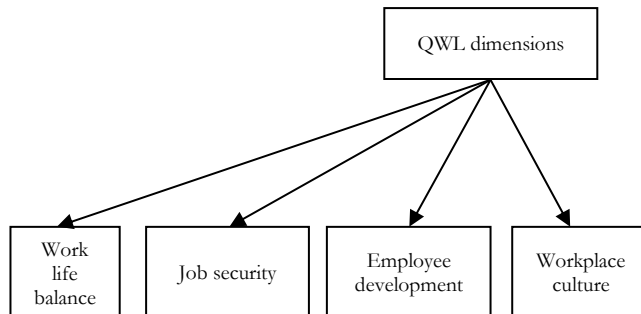 QWL dimensions
Work
life
balance
Job security
Employee
development
Workplace
culture